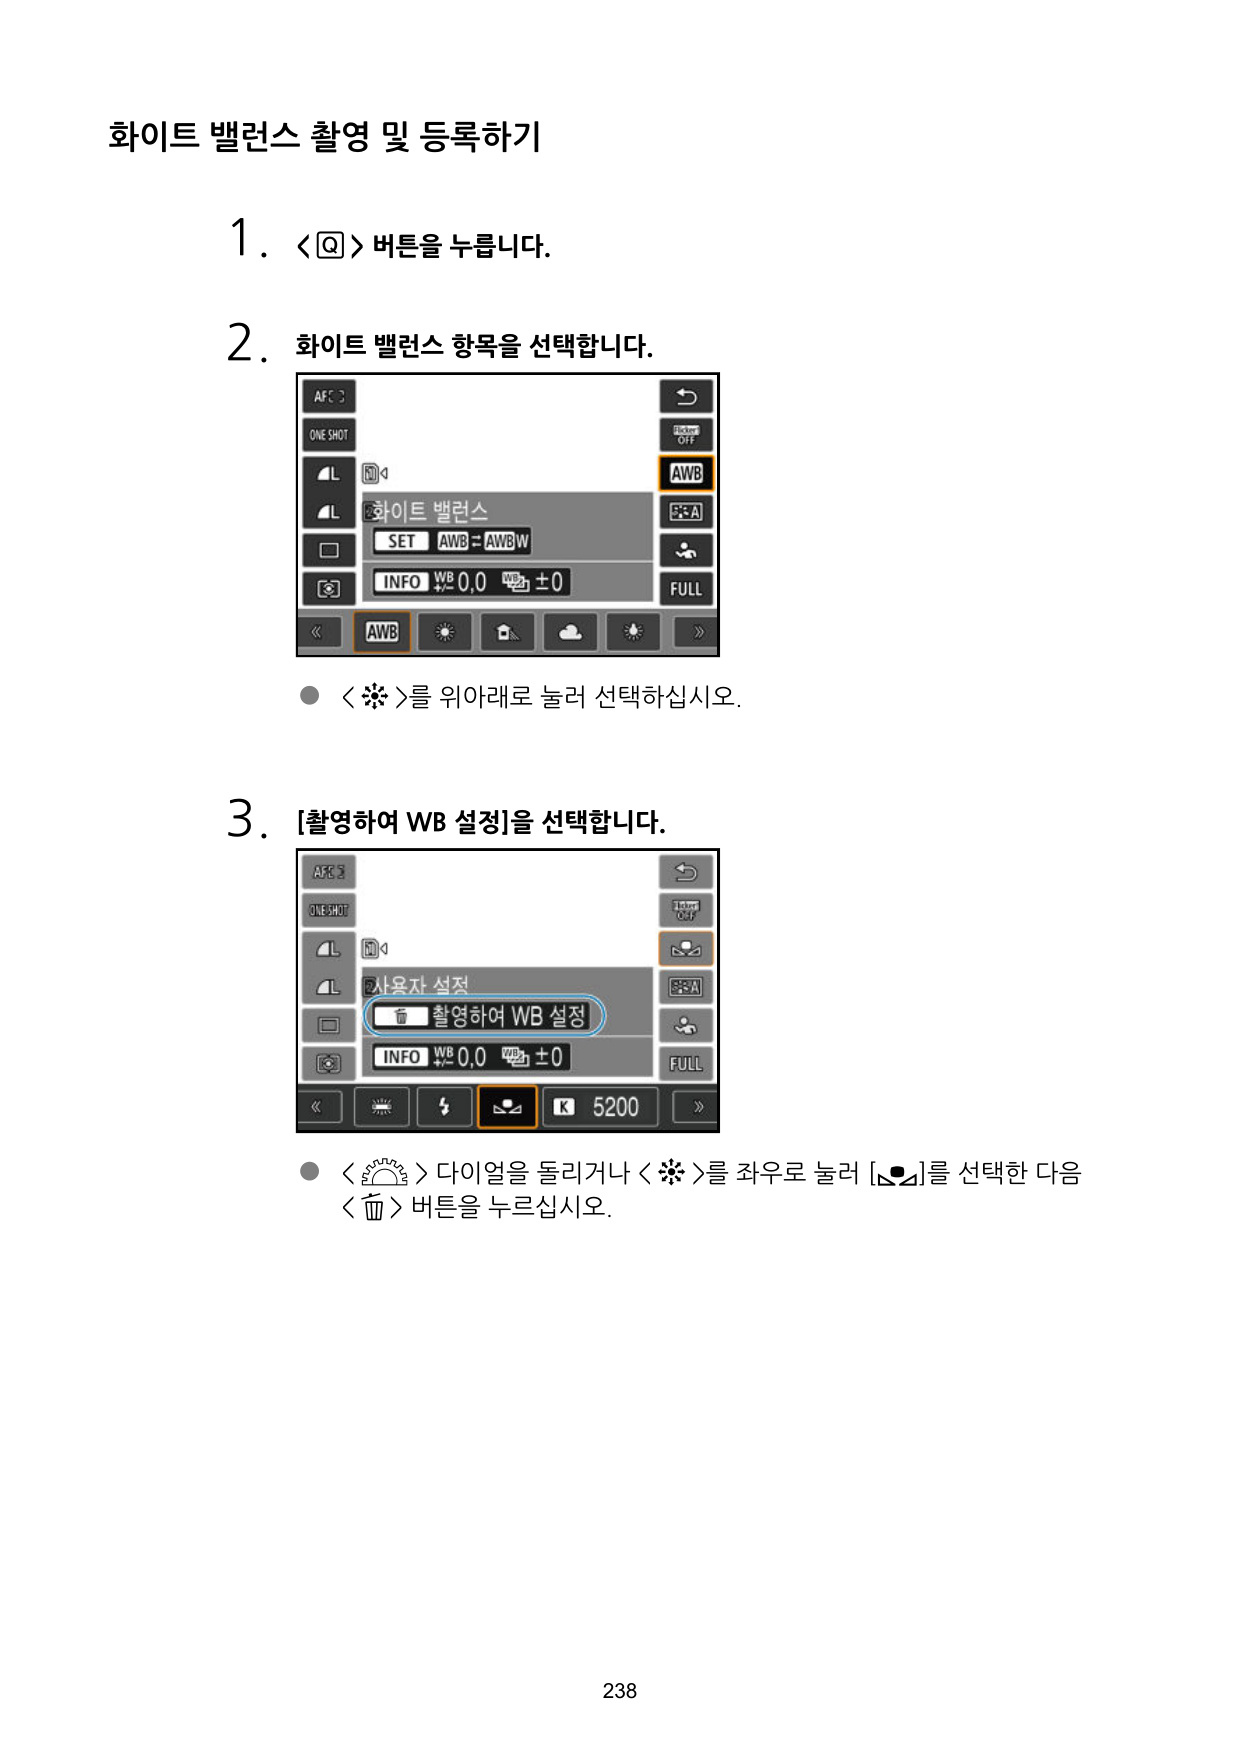 화이트 밸런스 촬영 및 등록하기
1. <Q> 버튼을 누릅니다.
2. 화이트 밸런스 항목을 선택합니다.
AF
ONE SHOT
Flicker OFF
L
AWB
L
화이트 밸런스
A
SET AWB⇄AWBW
INFO WB+/- 0,0 WB ±0
FULL
« AWB »
● < >를 위아래로 눌러 선택하십시오.
3. [촬영하여 WB 설정]을 선택합니다.
AF
ONE SHOT
Flicker OFF
L
L
사용자 설정
A
촬영하여 WB 설정
INFO WB+/- 0,0 WB ±0
FULL
« K 5200 »
● < > 다이얼을 돌리거나 < >를 좌우로 눌러 [ ]를 선택한 다음
< > 버튼을 누르십시오.
238